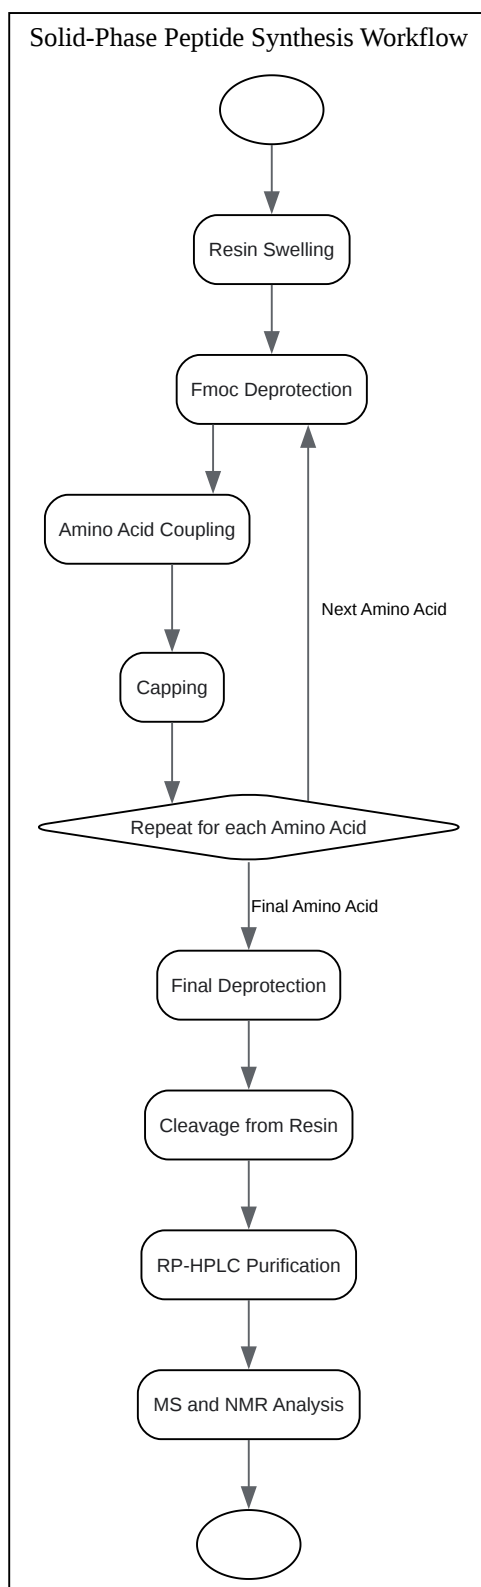 Solid-Phase Peptide Synthesis Workflow
Resin Swelling
Fmoc Deprotection
Amino Acid Coupling
Next Amino Acid
Capping
Repeat for each Amino Acid
Final Amino Acid
Final Deprotection
Cleavage from Resin
RP-HPLC Purification
MS and NMR Analysis